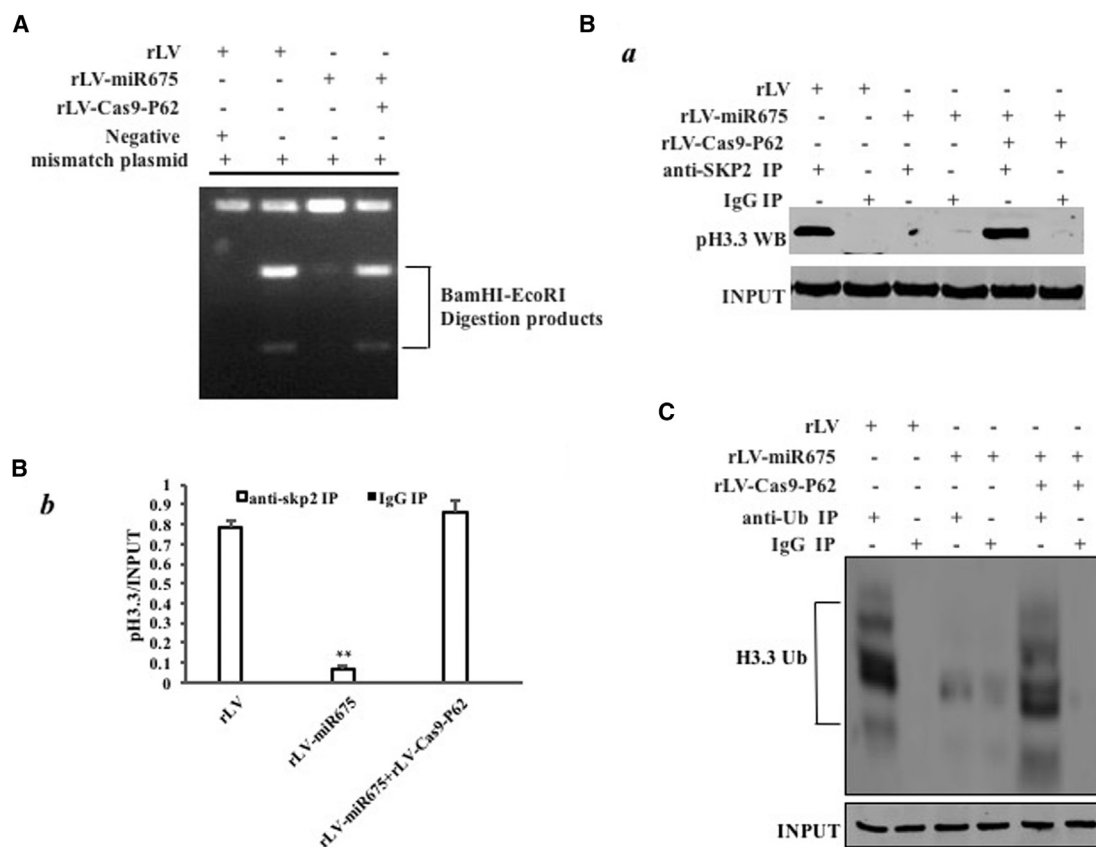 A
rLV + + - -
rLV-miR675 - - + +
rLV-Cas9-P62 - - - +
Negative + - - -
mismatch plasmid + + + +
BamHI-EcoRI
Digestion products
B
a
rLV + + - - - -
rLV-miR675 - - + + + +
rLV-Cas9-P62 - - - - + +
anti-SKP2 IP + - + - + -
IgG IP - + - + - +
pH3.3 WB
INPUT
B
b
anti-skp2 IP IgG IP
pH3.3/INPUT
1
0.9
0.8
0.7
0.6
0.5
0.4
0.3
0.2
0.1
0
**
rLV
rLV-miR675
rLV-miR675+rLV-Cas9-P62
C
rLV + + - - - -
rLV-miR675 - - + + + +
rLV-Cas9-P62 - - - - + +
anti-Ub IP + - + - + -
IgG IP - + - + - +
H3.3 Ub
INPUT